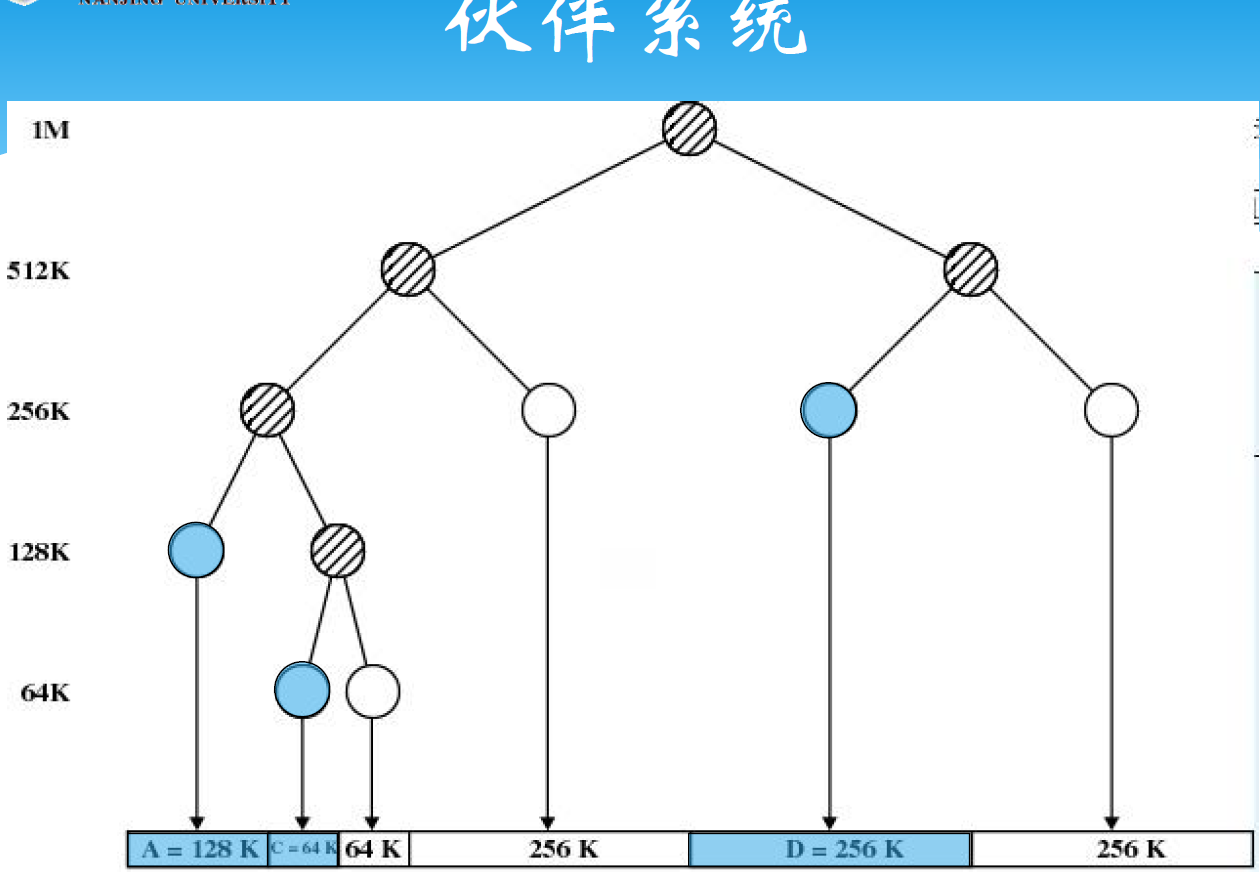 NANJING UNIVERSITY
伙伴系统
1M
512K
256K
128K
64K
A = 128 K C = 64 K 64 K 256 K D = 256 K 256 K